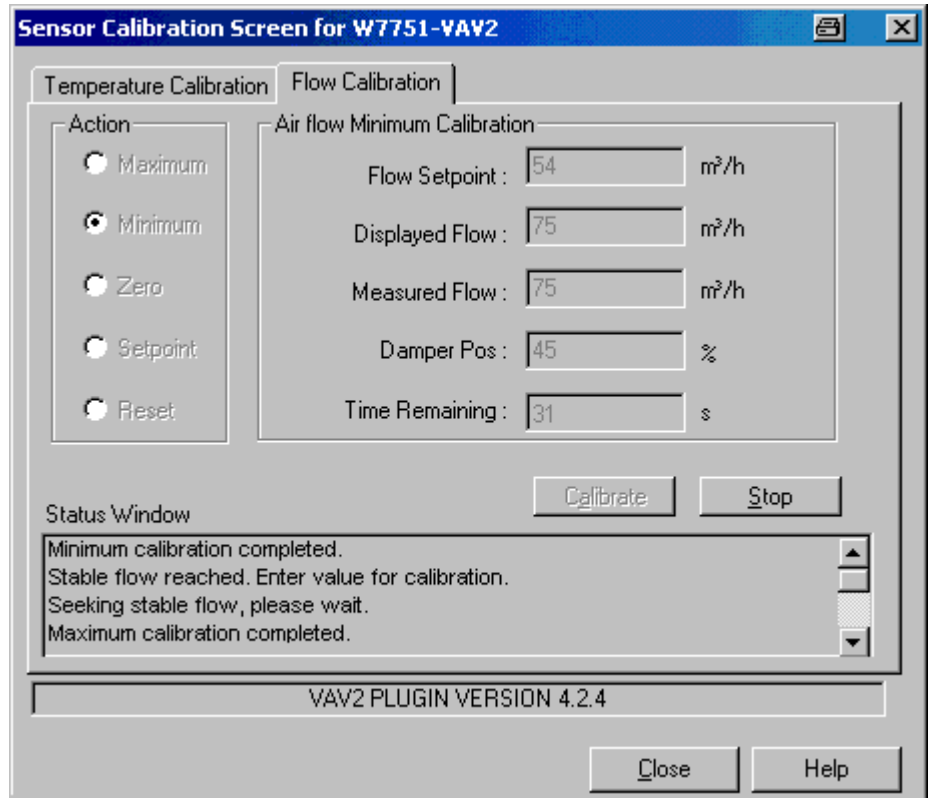 Sensor Calibration Screen for W7751-VAV2
Temperature Calibration Flow Calibration
Action
Maximum
Minimum
Zero
Setpoint
Reset
Air flow Minimum Calibration
Flow Setpoint : 54 m³/h
Displayed Flow : 75 m³/h
Measured Flow : 75 m³/h
Damper Pos : 45 %
Time Remaining : 31 s
Calibrate Stop
Status Window
Minimum calibration completed.
Stable flow reached. Enter value for calibration.
Seeking stable flow, please wait.
Maximum calibration completed.
VAV2 PLUGIN VERSION 4.2.4
Close Help